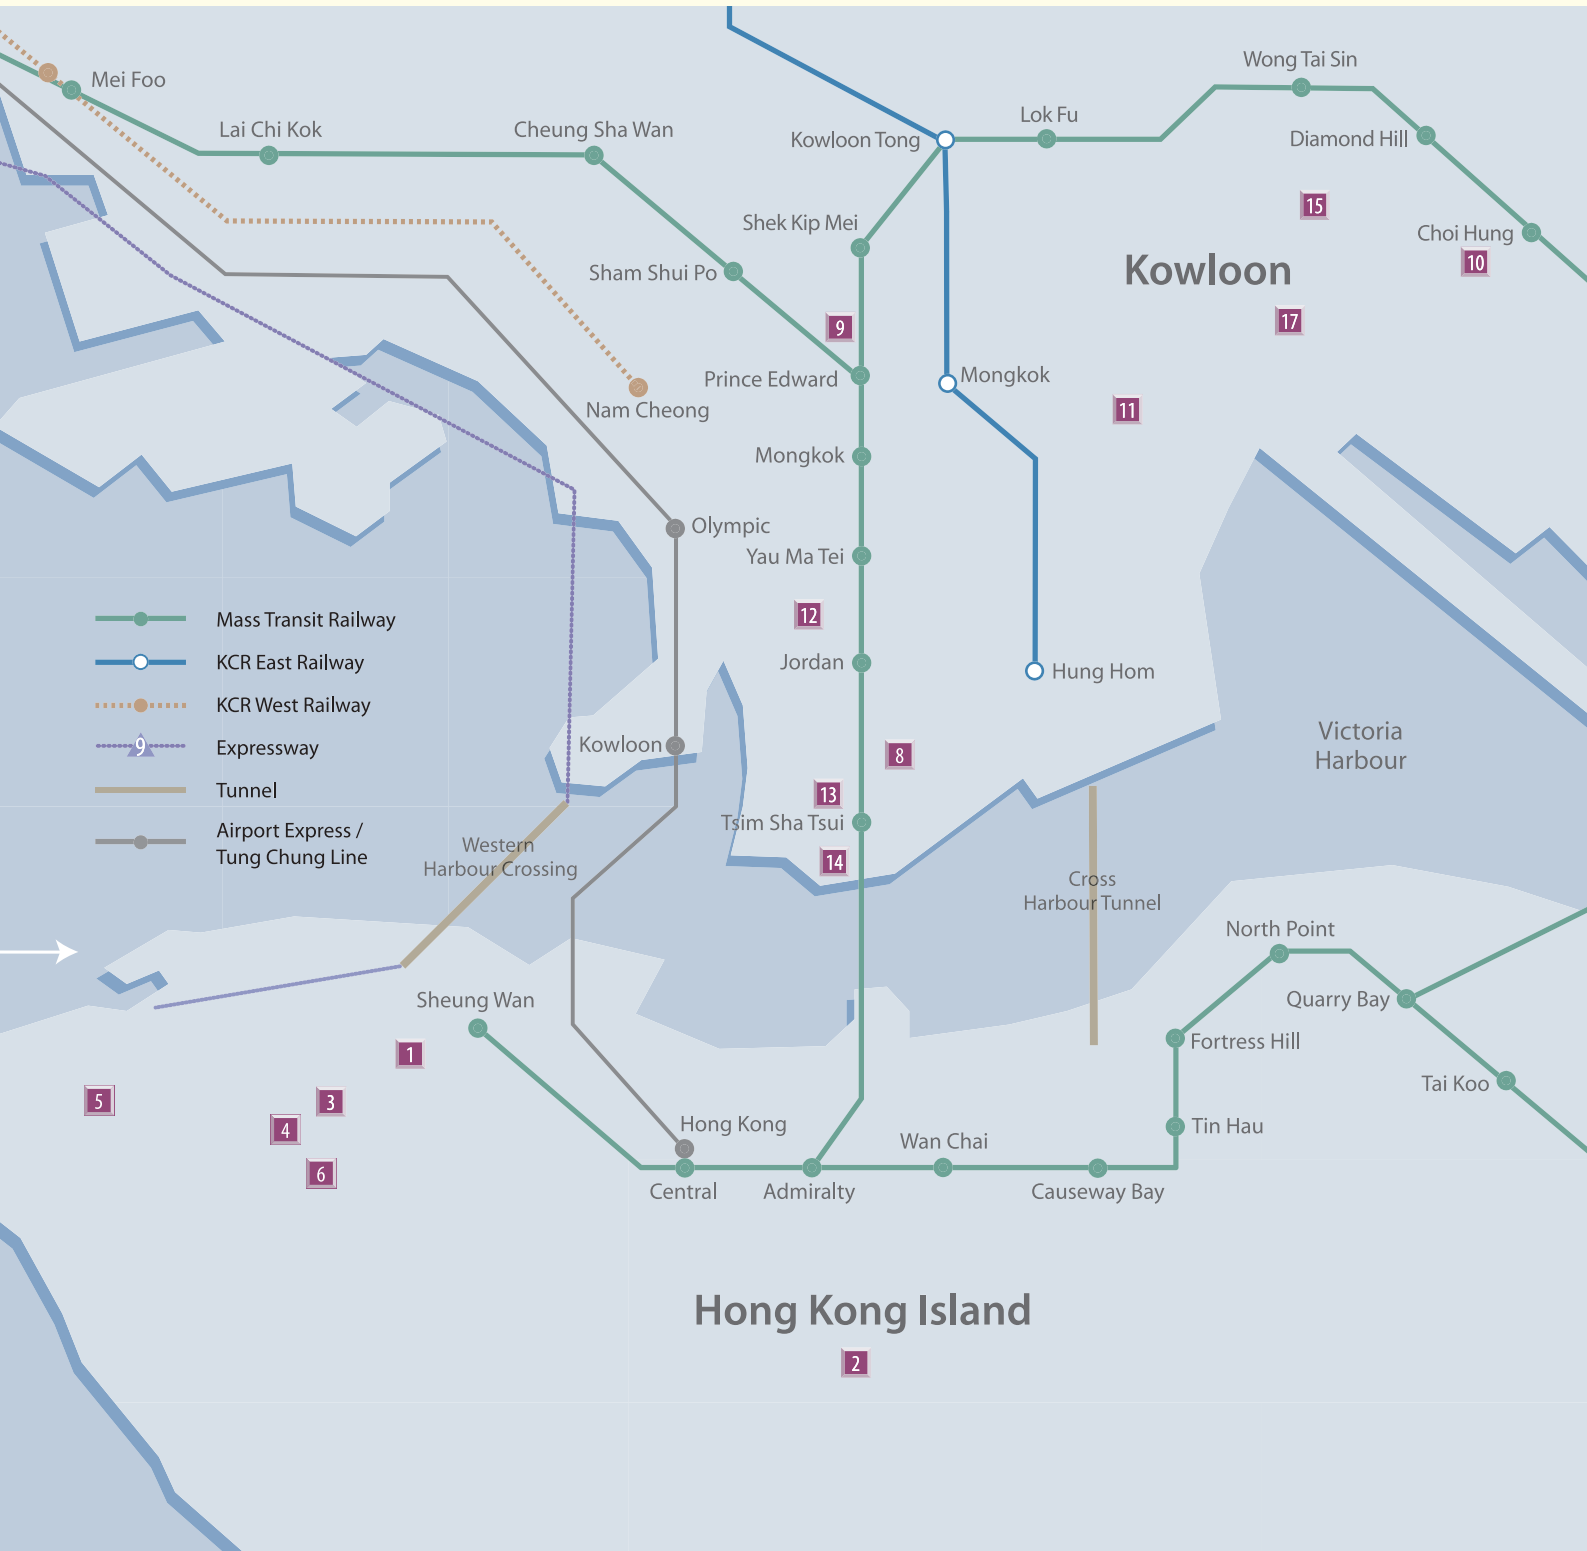 Wong Tai Sin
Mei Foo
Lok Fu
Lai Chi Kok
Cheung Sha Wan
Kowloon Tong
Diamond Hill
15
Shek Kip Mei
Choi Hung
10
Kowloon
Sham Shui Po
17
9
Prince Edward
Mongkok
Nam Cheong
11
Mongkok
Olympic
Yau Ma Tei
12
Mass Transit Railway
KCR East Railway
KCR West Railway
9
Expressway
Tunnel
Airport Express /
Tung Chung Line
Jordan
Hung Hom
Kowloon
8
Victoria
Harbour
13
Tsim Sha Tsui
14
Western
Harbour Crossing
Cross
Harbour Tunnel
North Point
Sheung Wan
Quarry Bay
Fortress Hill
1
Tai Koo
5
3
4
6
Hong Kong
Tin Hau
Wan Chai
Central
Admiralty
Causeway Bay
Hong Kong Island
2